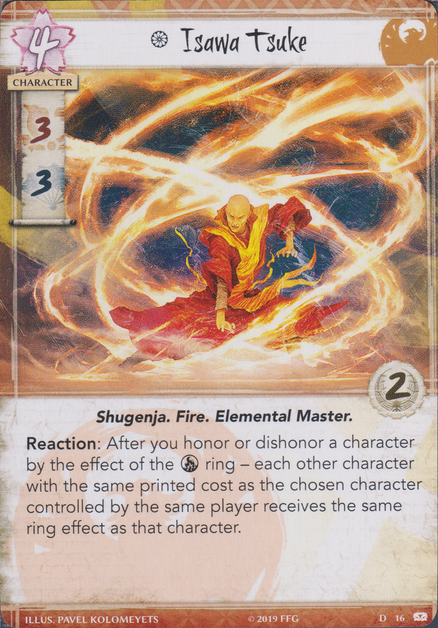 4
Isawa Tsuke
CHARACTER
3
3
2
Shugenja. Fire. Elemental Master.
Reaction: After you honor or dishonor a character
by the effect of the ring – each other character
with the same printed cost as the chosen character
controlled by the same player receives the same
ring effect as that character.
ILLUS. PAVEL KOLOMEYETS © 2019 FFG D 16